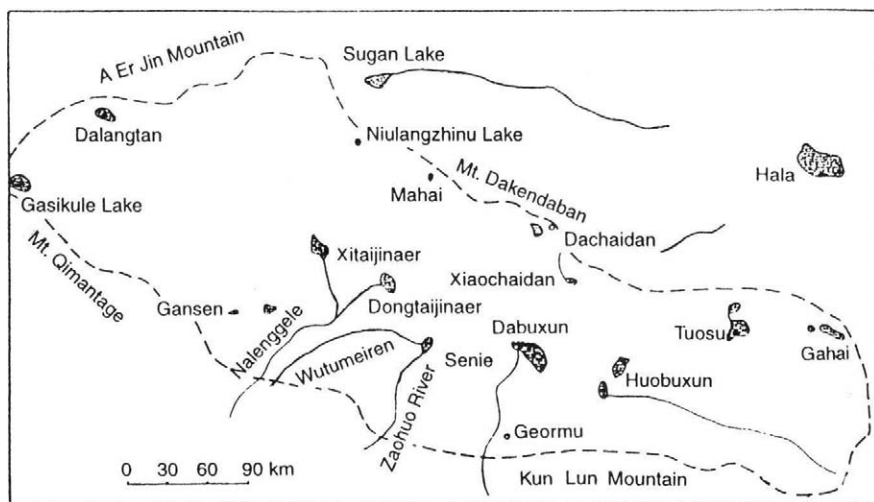 A Er Jin Mountain
Sugan Lake
Dalangtan
Niulangzhinu Lake
Hala
Mt. Dakendaban
Mahai
Gasikule Lake
Mt. Qimantage
Dachaidan
Xitaijinaer
Xiaochaidan
Gansen
Dongtaijinaer
Nalenggele
Dabuxun
Tuosu
Gahai
Wutumeiren
Senie
Huobuxun
Zaohuo River
Geormu
0 30 60 90 km
Kun Lun Mountain